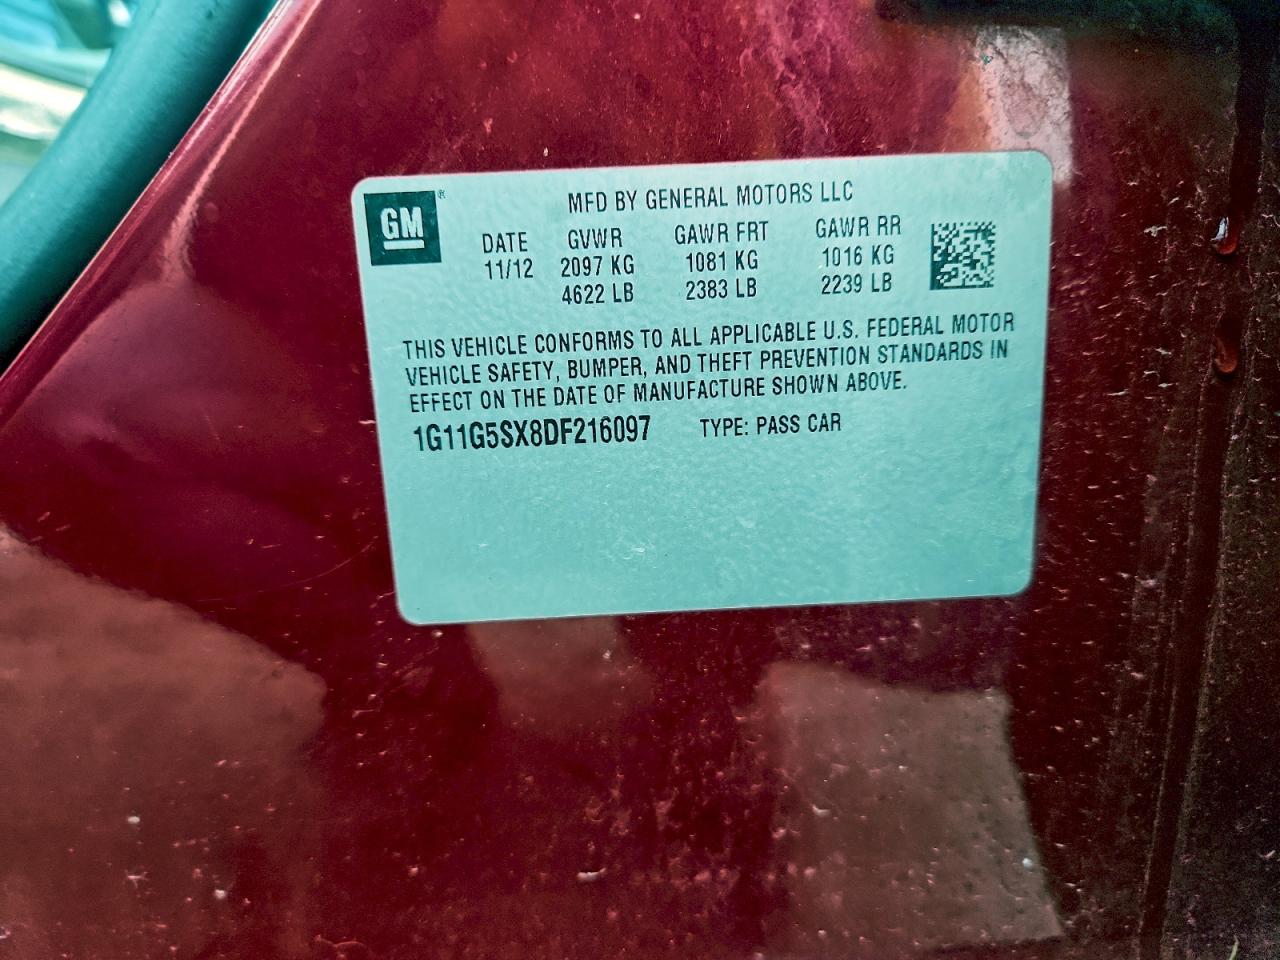 GM ®
MFD BY GENERAL MOTORS LLC
DATE GVWR GAWR FRT GAWR RR
11/12 2097 KG 1081 KG 1016 KG
4622 LB 2383 LB 2239 LB
THIS VEHICLE CONFORMS TO ALL APPLICABLE U.S. FEDERAL MOTOR
VEHICLE SAFETY, BUMPER, AND THEFT PREVENTION STANDARDS IN
EFFECT ON THE DATE OF MANUFACTURE SHOWN ABOVE.
1G11G5SX8DF216097 TYPE: PASS CAR